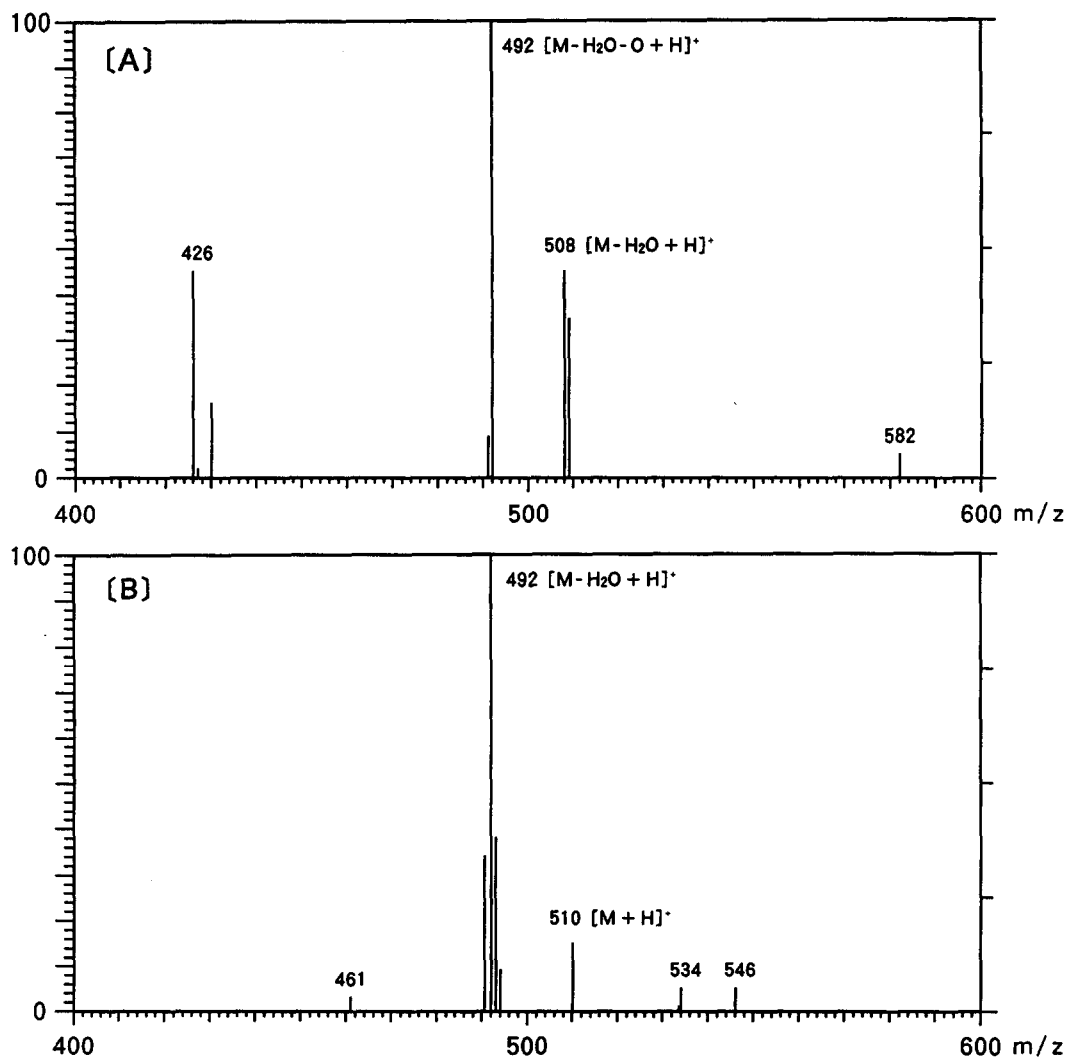 100
[A]
492 [M-H₂O-O + H]⁺
508 [M-H₂O + H]⁺
426
582
0
400
500
600 m/z
100
[B]
492 [M-H₂O + H]⁺
510 [M + H]⁺
461
534
546
0
400
500
600 m/z